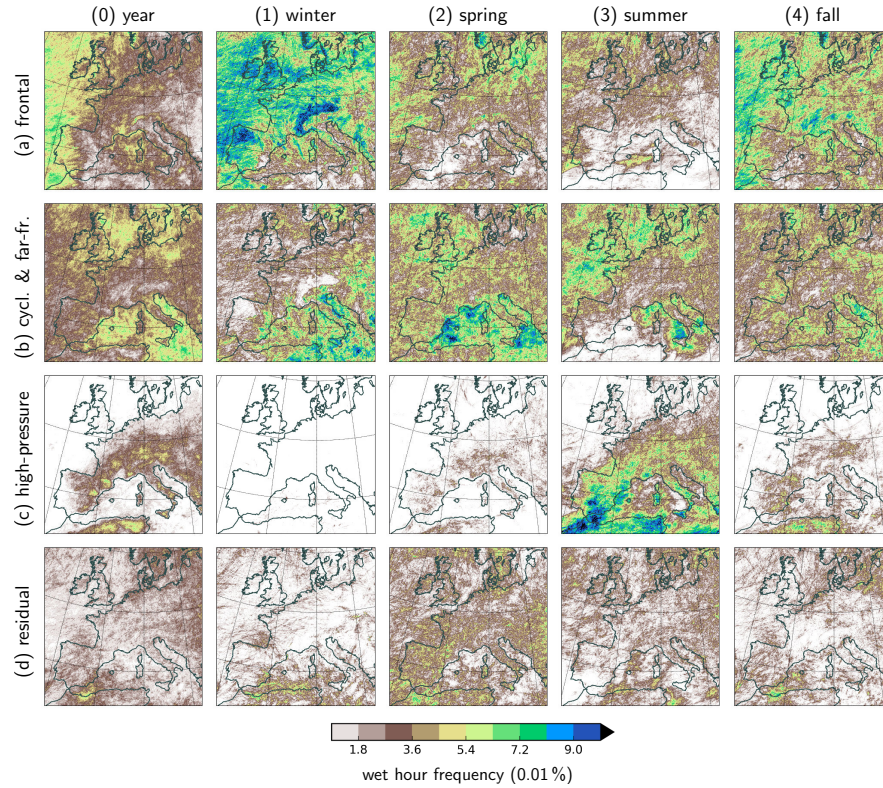 (0) year (1) winter (2) spring (3) summer (4) fall
(a) frontal
(b) cycl. & far-fr.
(c) high-pressure
(d) residual
1.8 3.6 5.4 7.2 9.0
wet hour frequency (0.01 %)